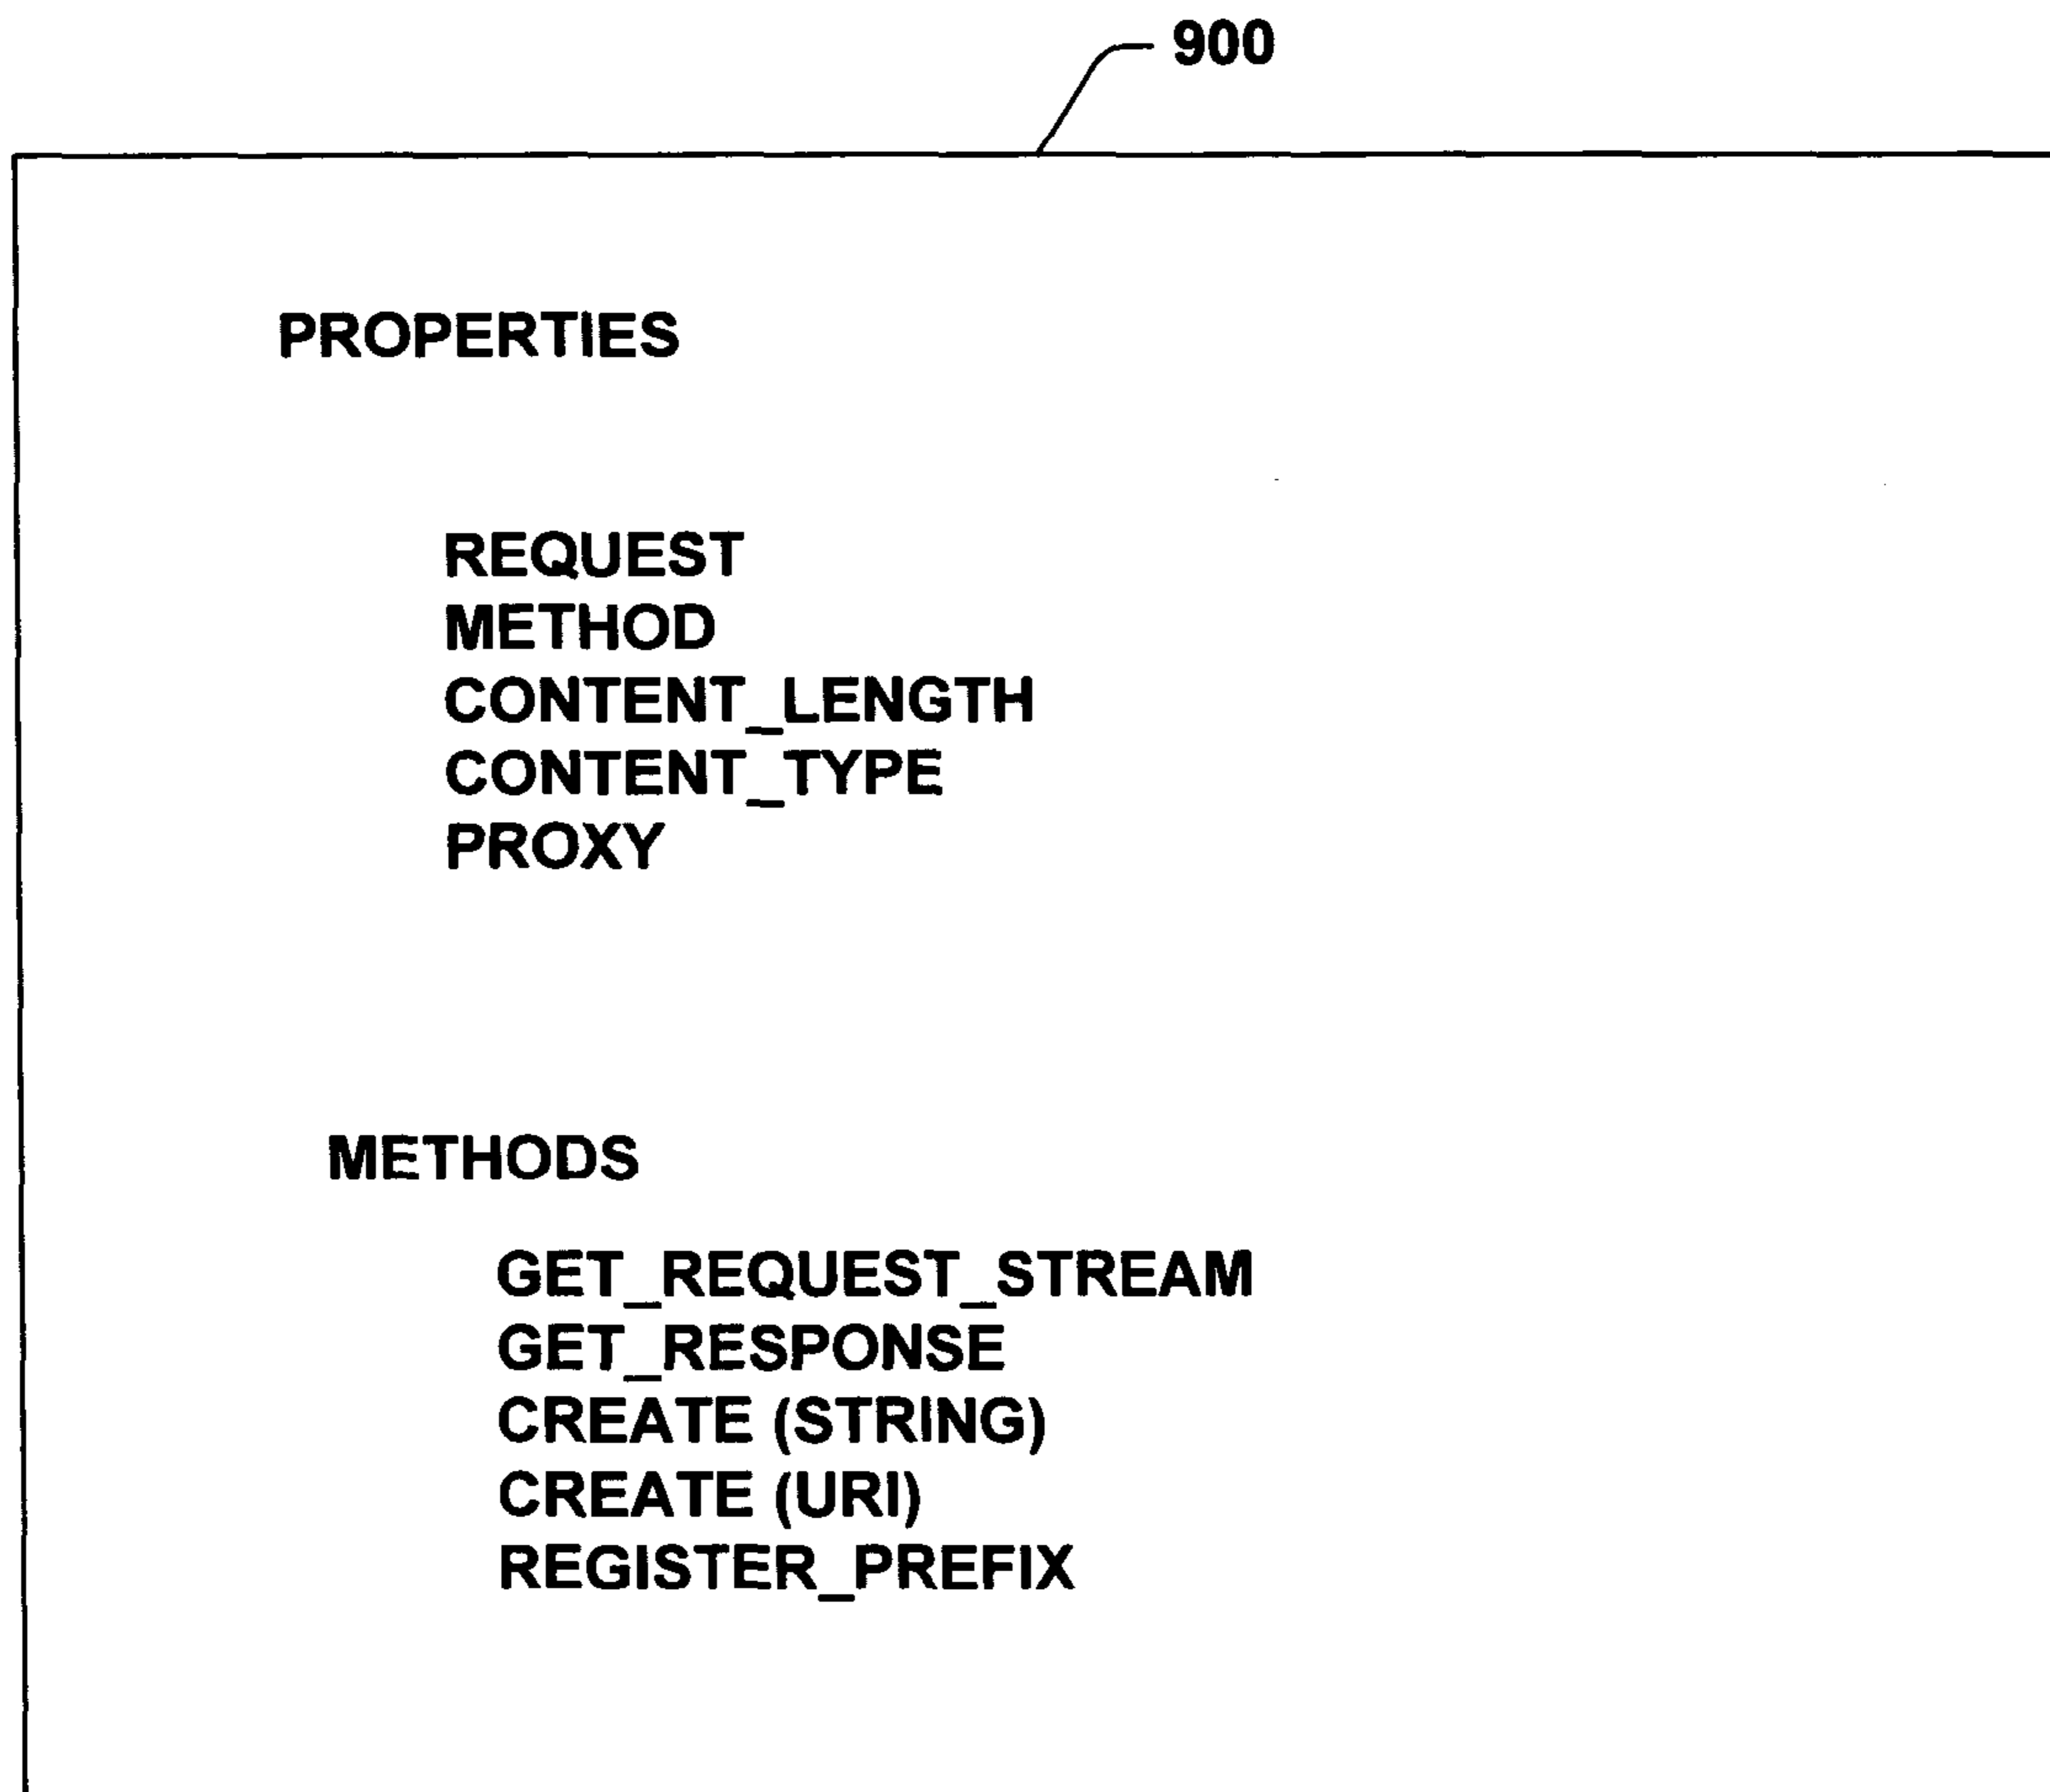 900
PROPERTIES
REQUEST
METHOD
CONTENT_LENGTH
CONTENT_TYPE
PROXY
METHODS
GET_REQUEST_STREAM
GET_RESPONSE
CREATE (STRING)
CREATE (URI)
REGISTER_PREFIX